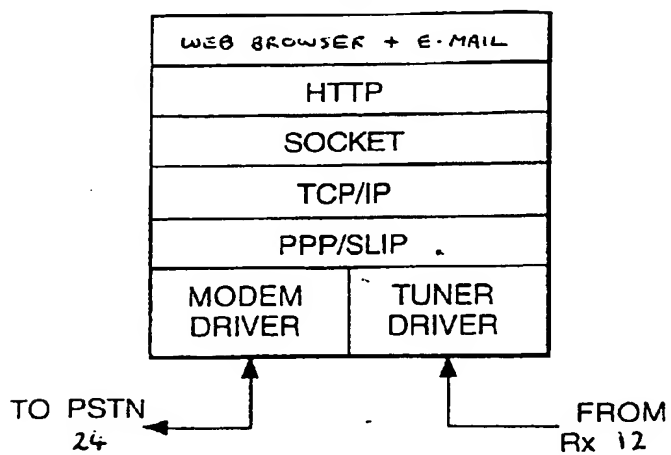 WEB BROWSER + E-MAIL
HTTP
SOCKET
TCP/IP
PPP/SLIP
MODEM
DRIVER
TUNER
DRIVER
TO PSTN
24
FROM
Rx 12